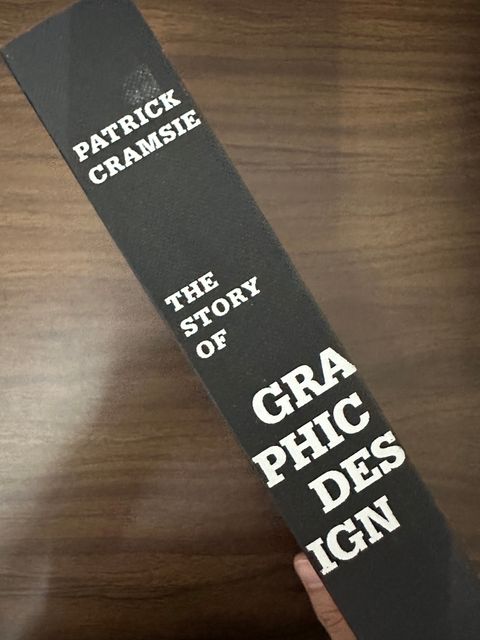 PATRICK
CRAMSIE
THE
STORY
OF
GRA
PHIC
DES
IGN